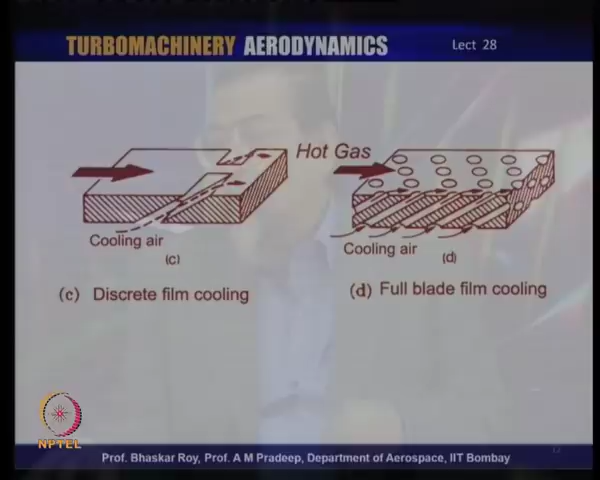 TURBOMACHINERY AERODYNAMICS
Lect 28
Hot Gas
Cooling air
(c)
Cooling air
(d)
(c) Discrete film cooling
(d) Full blade film cooling
NPTEL
Prof. Bhaskar Roy, Prof. A M Pradeep, Department of Aerospace, IIT Bombay